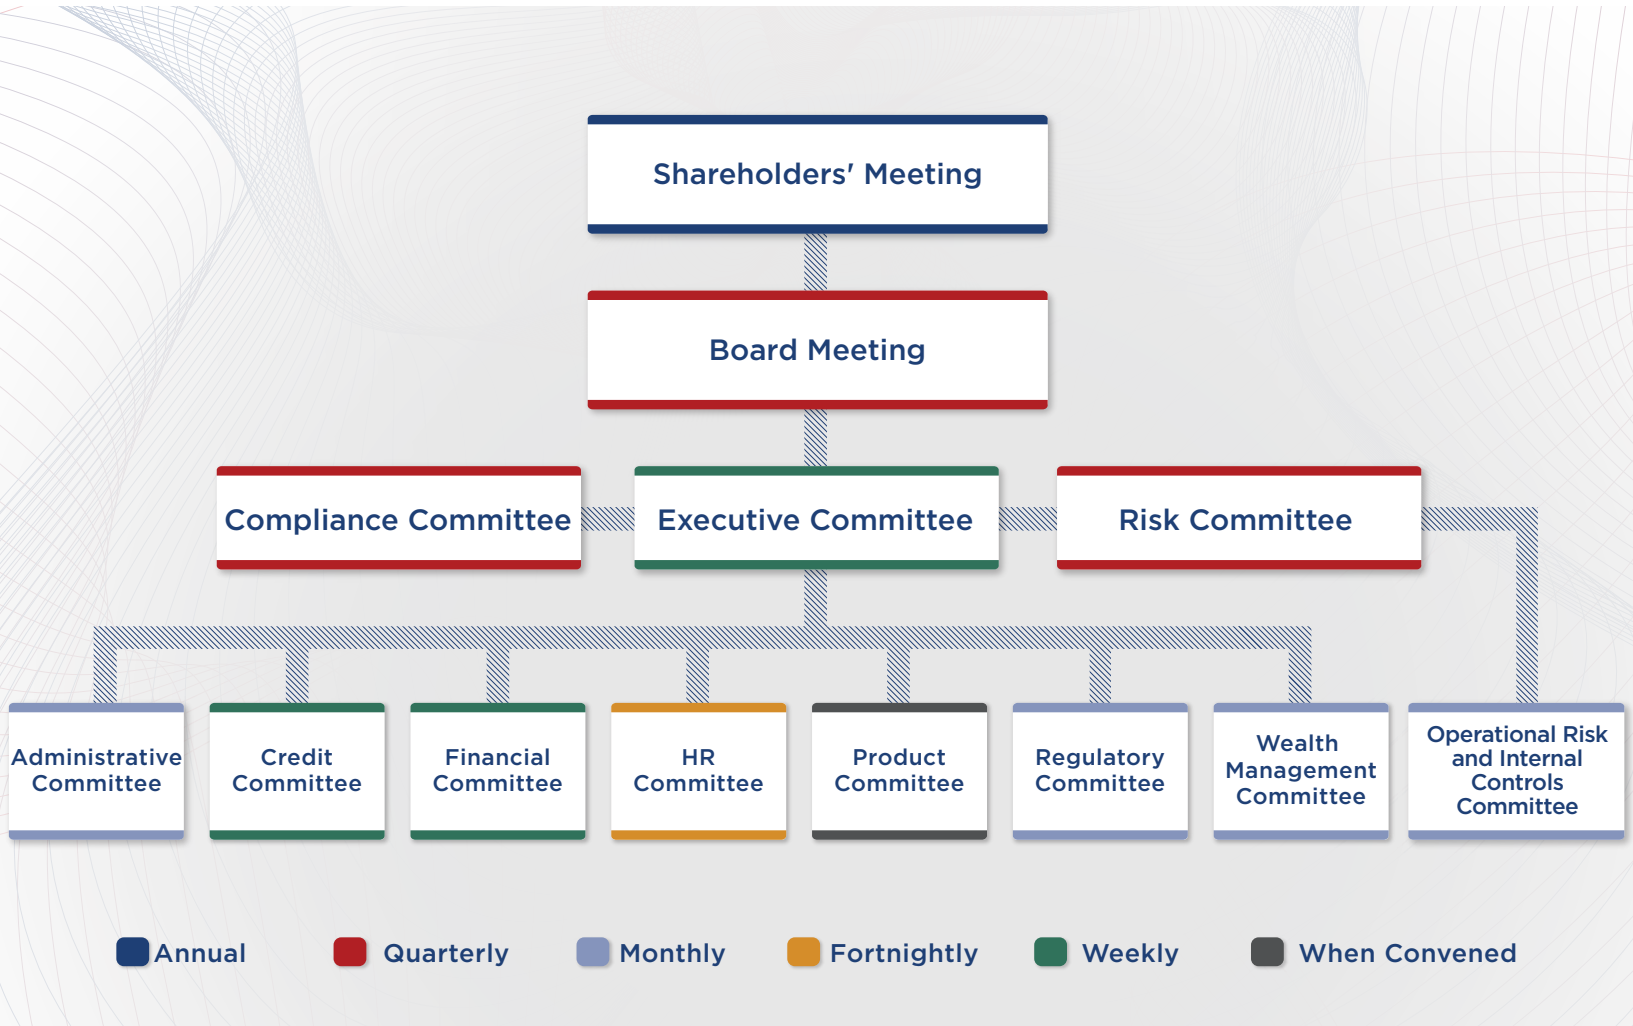 Shareholders' Meeting
Board Meeting
Compliance Committee
Executive Committee
Risk Committee
Administrative
Committee
Credit
Committee
Financial
Committee
HR
Committee
Product
Committee
Regulatory
Committee
Wealth
Management
Committee
Operational Risk
and Internal
Controls
Committee
Annual
Quarterly
Monthly
Fortnightly
Weekly
When Convened